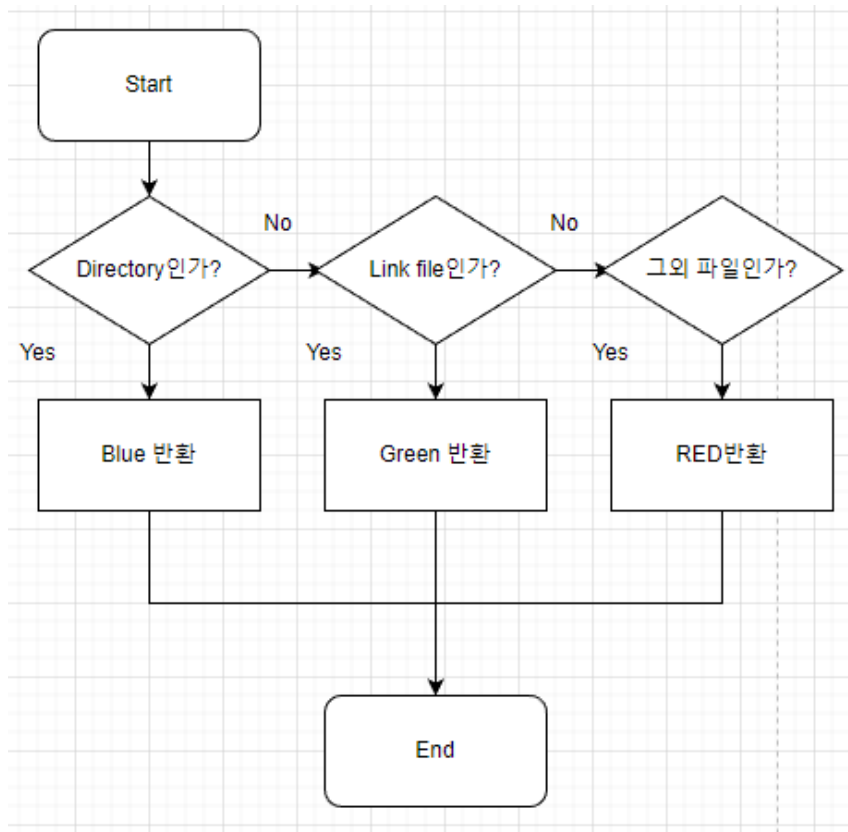 Start
No
No
Directory인가?
Link file인가?
그외 파일인가?
Yes
Yes
Yes
Blue 반환
Green 반환
RED반환
End